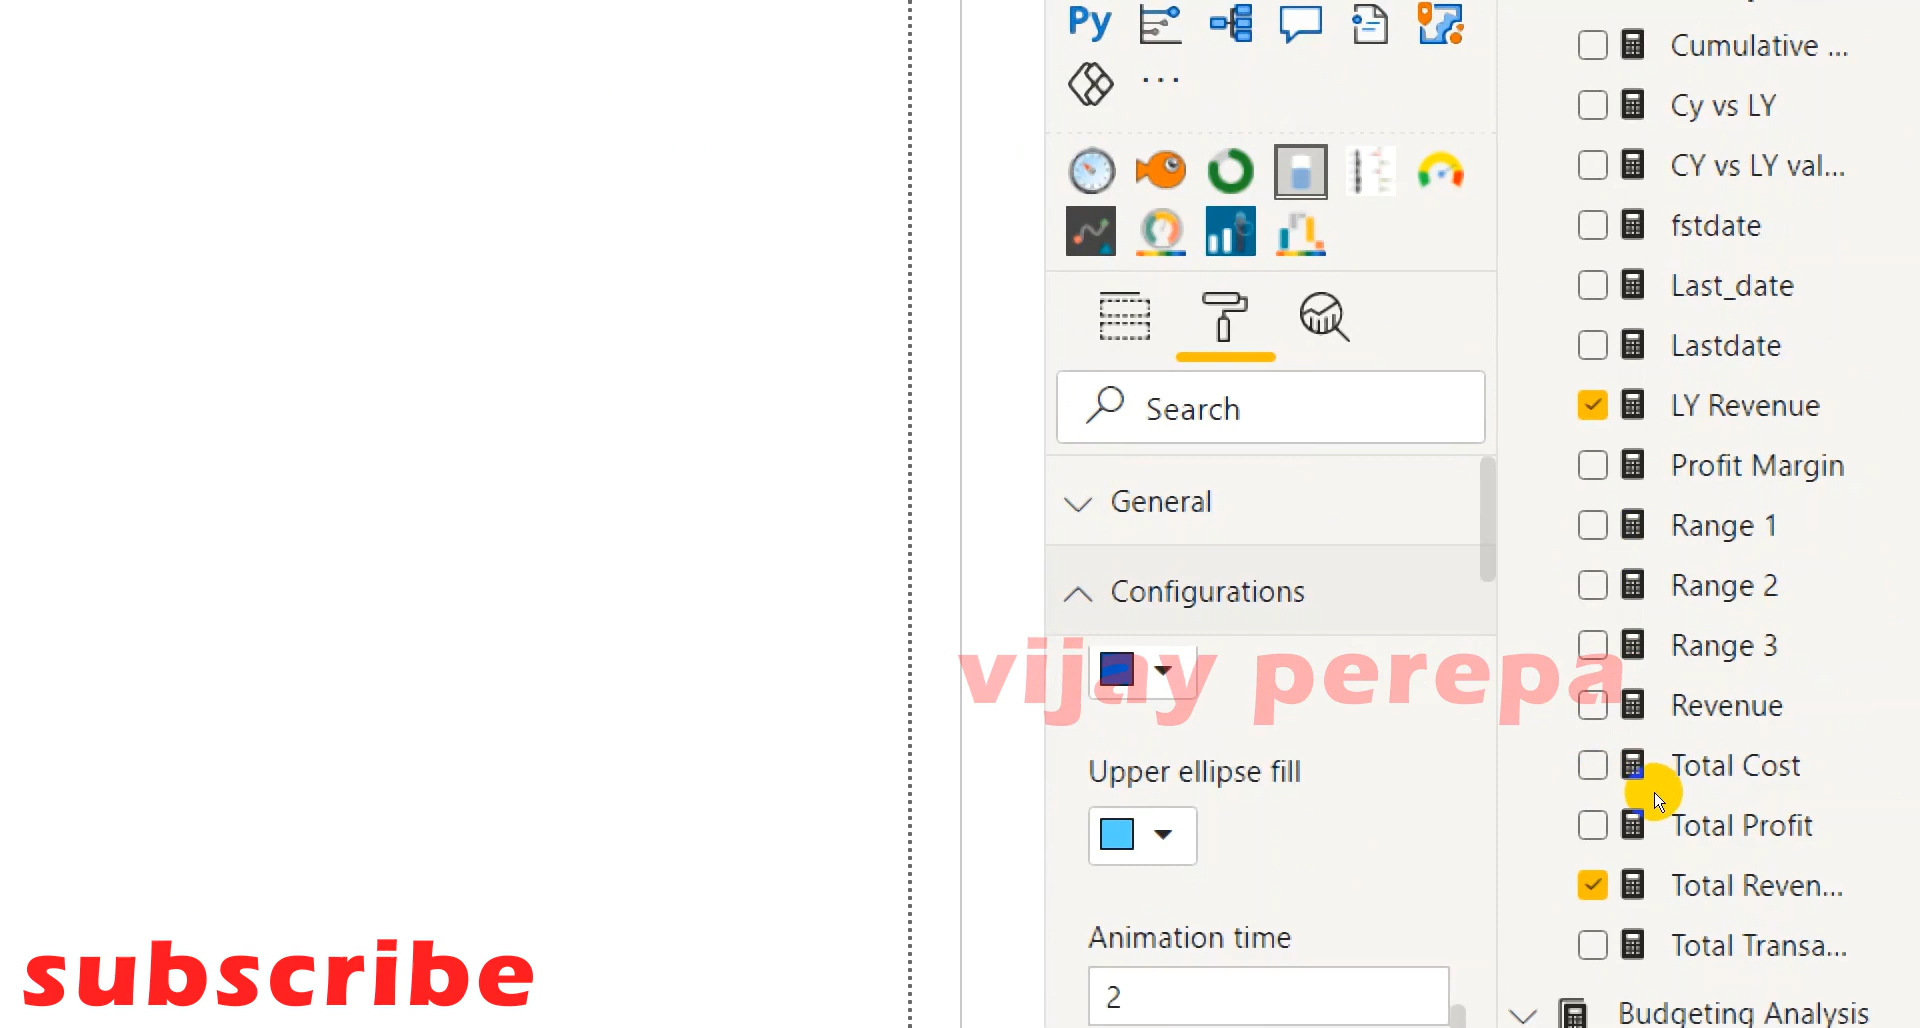 Py
Search
General
Configurations
Upper ellipse fill
Animation time
2
Cumulative ...
Cy vs LY
CY vs LY val...
fstdate
Last_date
Lastdate
LY Revenue
Profit Margin
Range 1
Range 2
Range 3
Revenue
Total Cost
Total Profit
Total Reven...
Total Transa...
Budgeting Analysis
vijay perepa
subscribe